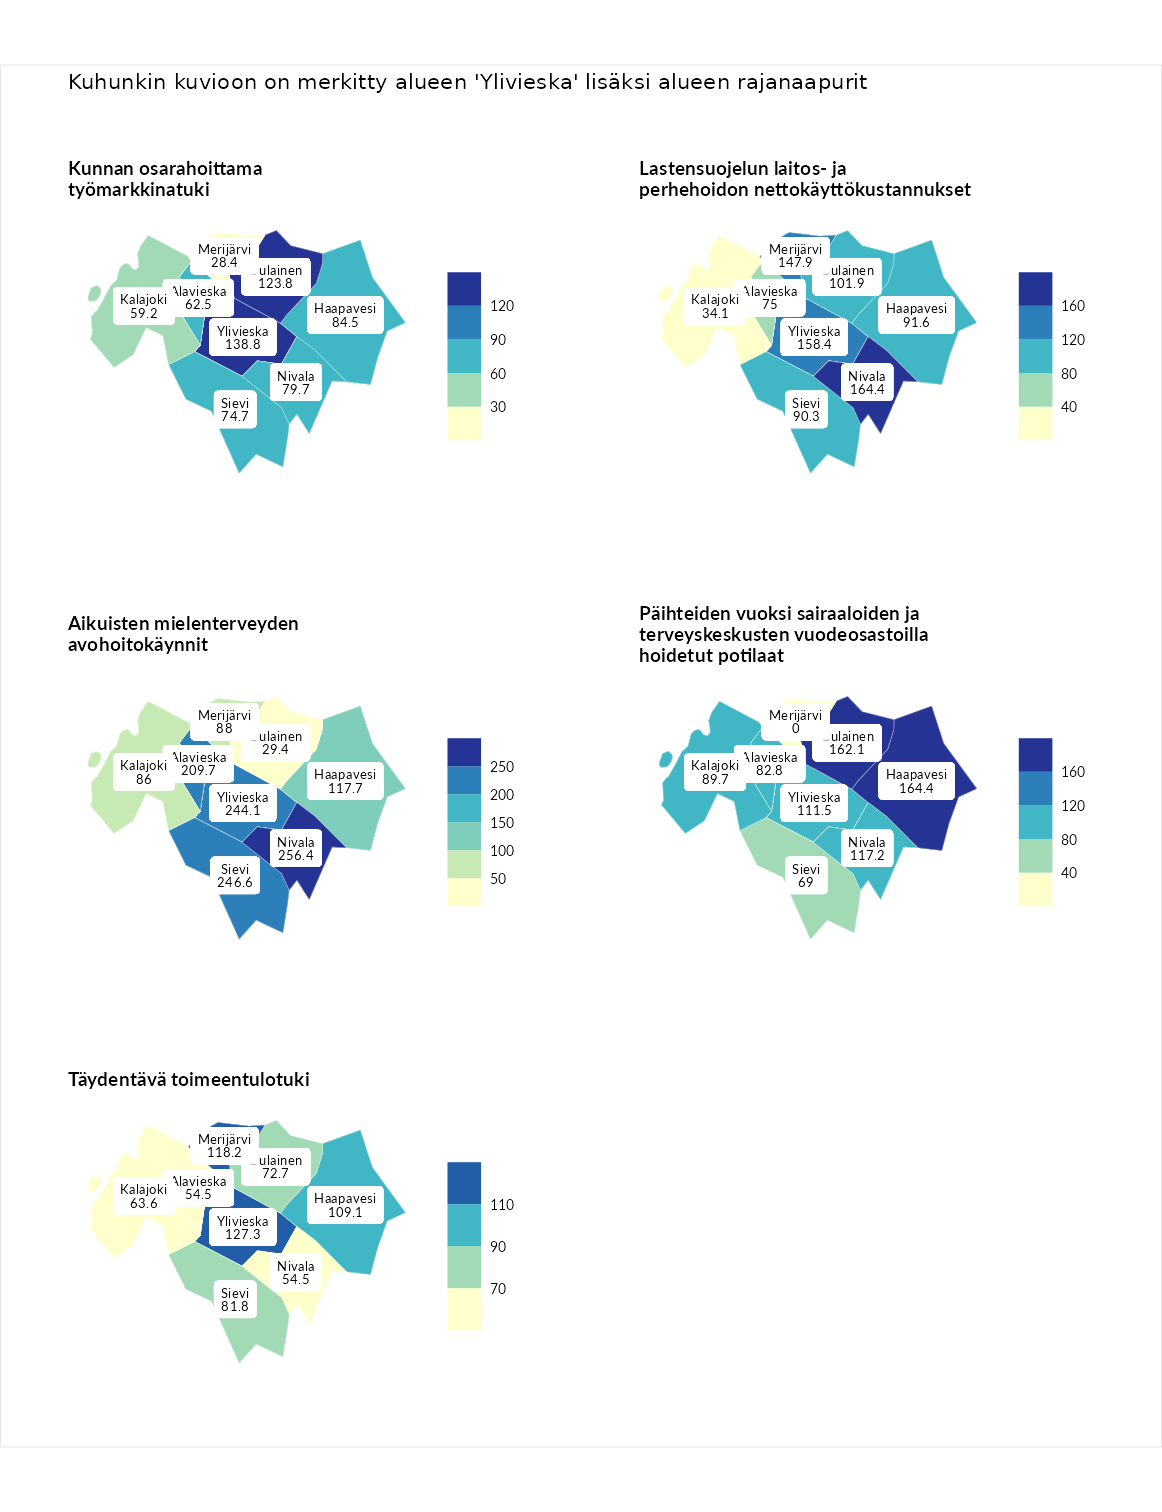 Kuhunkin kuvioon on merkitty alueen 'Ylivieska' lisäksi alueen rajanaapurit
Kunnan osarahoittama
työmarkkinatuki
Merijärvi
28.4
ulainen
123.8
Alavieska
62.5
Kalajoki
59.2
Haapavesi
84.5
Ylivieska
138.8
Nivala
79.7
Sievi
74.7
120
90
60
30
Lastensuojelun laitos- ja
perhehoidon nettokäyttökustannukset
Merijärvi
147.9
ulainen
101.9
Alavieska
75
Kalajoki
34.1
Haapavesi
91.6
Ylivieska
158.4
Nivala
164.4
Sievi
90.3
160
120
80
40
Aikuisten mielenterveyden
avohoitokäynnit
Merijärvi
88
ulainen
29.4
Alavieska
209.7
Kalajoki
86
Haapavesi
117.7
Ylivieska
244.1
Nivala
256.4
Sievi
246.6
250
200
150
100
50
Päihteiden vuoksi sairaaloiden ja
terveyskeskusten vuodeosastoilla
hoidetut potilaat
Merijärvi
0
ulainen
162.1
Alavieska
82.8
Kalajoki
89.7
Haapavesi
164.4
Ylivieska
111.5
Nivala
117.2
Sievi
69
160
120
80
40
Täydentävä toimeentulotuki
Merijärvi
118.2
ulainen
72.7
Alavieska
54.5
Kalajoki
63.6
Haapavesi
109.1
Ylivieska
127.3
Nivala
54.5
Sievi
81.8
110
90
70